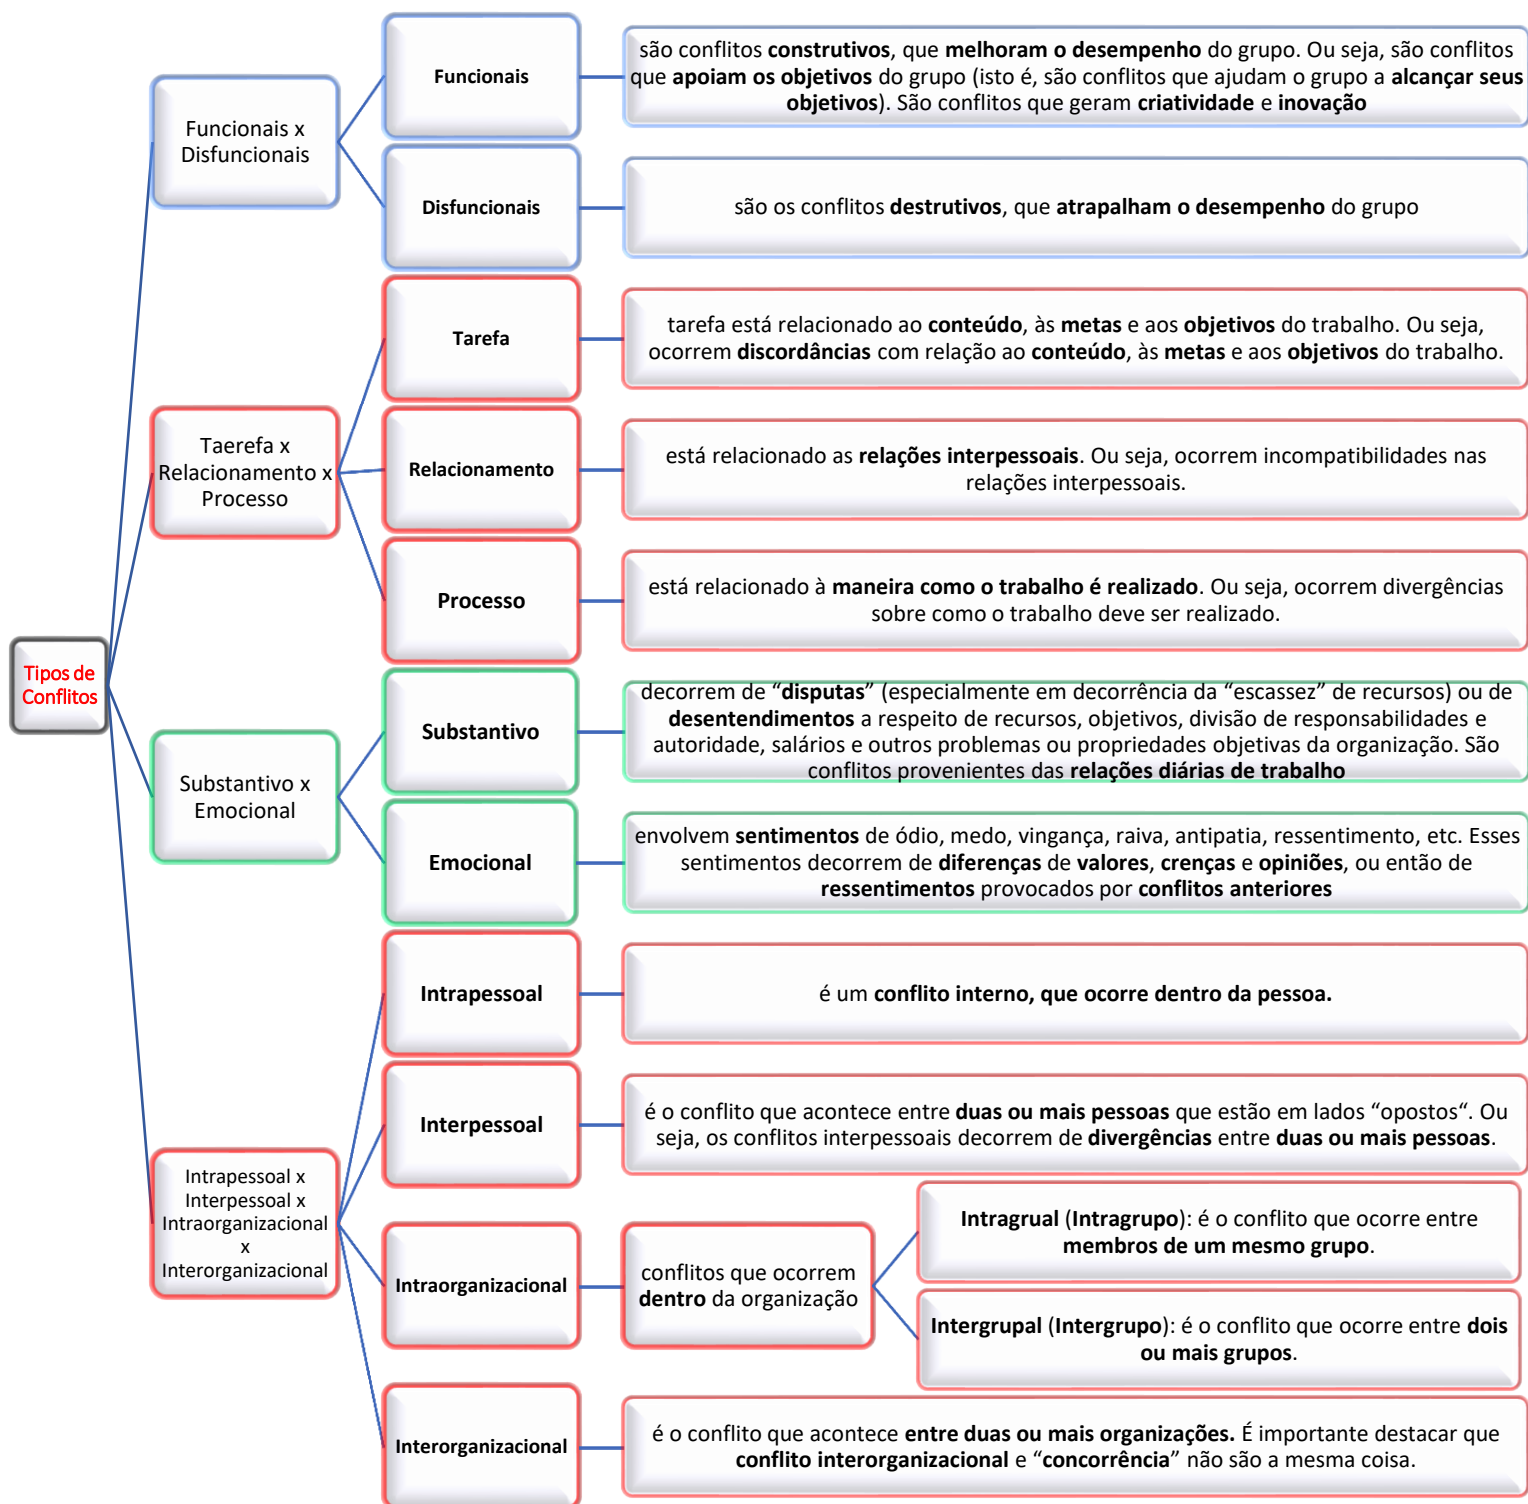 Tipos de
Conflitos
Funcionais x
Disfuncionais
Funcionais
são conflitos construtivos, que melhoram o desempenho do grupo. Ou seja, são conflitos
que apoiam os objetivos do grupo (isto é, são conflitos que ajudam o grupo a alcançar seus
objetivos). São conflitos que geram criatividade e inovação
Disfuncionais
são os conflitos destrutivos, que atrapalham o desempenho do grupo
Taerefa x
Relacionamento x
Processo
Tarefa
tarefa está relacionado ao conteúdo, às metas e aos objetivos do trabalho. Ou seja,
ocorrem discordâncias com relação ao conteúdo, às metas e aos objetivos do trabalho.
Relacionamento
está relacionado as relações interpessoais. Ou seja, ocorrem incompatibilidades nas
relações interpessoais.
Processo
está relacionado à maneira como o trabalho é realizado. Ou seja, ocorrem divergências
sobre como o trabalho deve ser realizado.
Substantivo x
Emocional
Substantivo
decorrem de “disputas” (especialmente em decorrência da “escassez” de recursos) ou de
desentendimentos a respeito de recursos, objetivos, divisão de responsabilidades e
autoridade, salários e outros problemas ou propriedades objetivas da organização. São
conflitos provenientes das relações diárias de trabalho
Emocional
envolvem sentimentos de ódio, medo, vingança, raiva, antipatia, ressentimento, etc. Esses
sentimentos decorrem de diferenças de valores, crenças e opiniões, ou então de
ressentimentos provocados por conflitos anteriores
Intrapessoal x
Interpessoal x
Intraorganizacional
x
Interorganizacional
Intrapessoal
é um conflito interno, que ocorre dentro da pessoa.
Interpessoal
é o conflito que acontece entre duas ou mais pessoas que estão em lados “opostos“. Ou
seja, os conflitos interpessoais decorrem de divergências entre duas ou mais pessoas.
Intraorganizacional
conflitos que ocorrem
dentro da organização
Intragrual (Intragrupo): é o conflito que ocorre entre
membros de um mesmo grupo.
Intergrupal (Intergrupo): é o conflito que ocorre entre dois
ou mais grupos.
Interorganizacional
é o conflito que acontece entre duas ou mais organizações. É importante destacar que
conflito interorganizacional e “concorrência” não são a mesma coisa.